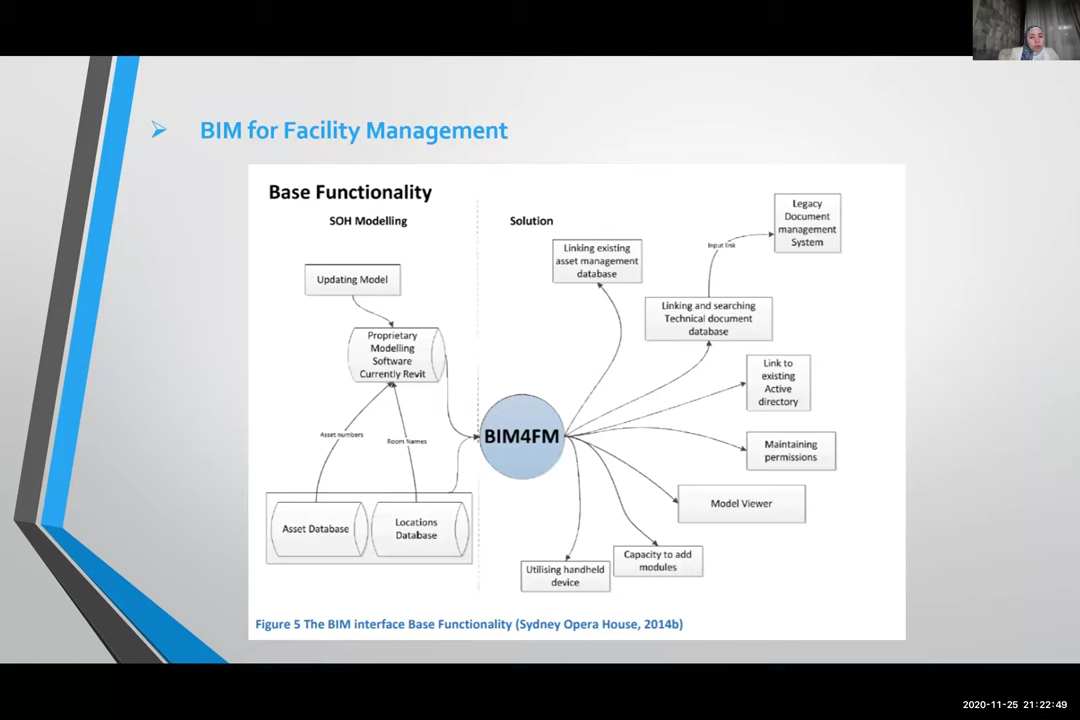 BIM for Facility Management
Base Functionality
SOH Modelling
Solution
Updating Model
Proprietary
Modelling
Software
Currently Revit
Asset numbers
Room Names
Asset Database
Locations
Database
BIM4FM
Linking existing
asset management
database
Input link
Legacy
Document
management
System
Linking and searching
Technical document
database
Link to
existing
Active
directory
Maintaining
permissions
Model Viewer
Capacity to add
modules
Utilising handheld
device
Figure 5 The BIM interface Base Functionality (Sydney Opera House, 2014b)
2020-11-25 21:22:49